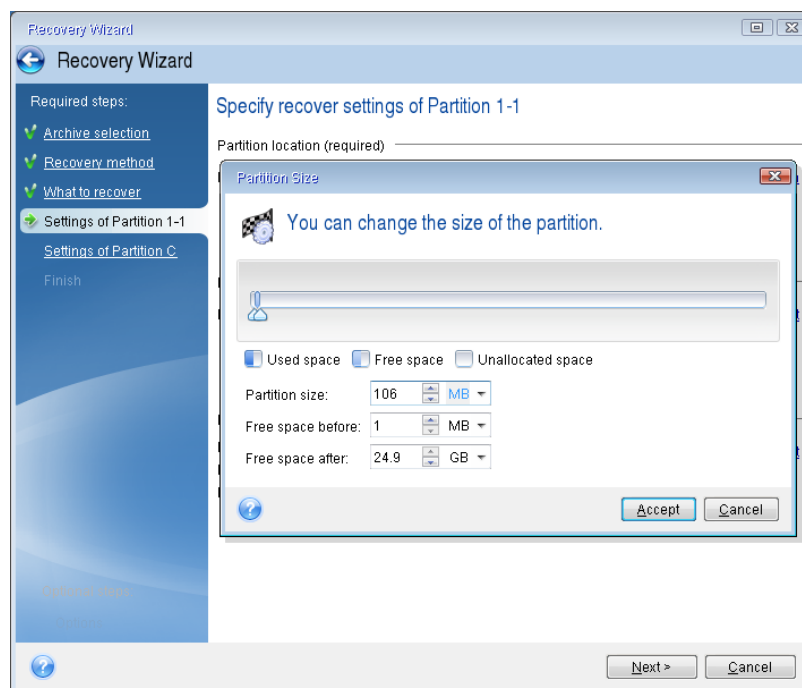 Recovery Wizard
Recovery Wizard
Required steps:
Archive selection
Recovery method
What to recover
Settings of Partition 1-1
Settings of Partition C
Finish
Specify recover settings of Partition 1-1
Partition location (required)
Partition Size
You can change the size of the partition.
Used space Free space Unallocated space
Partition size: 106 MB
Free space before: 1 MB
Free space after: 24.9 GB
Accept Cancel
Next > Cancel